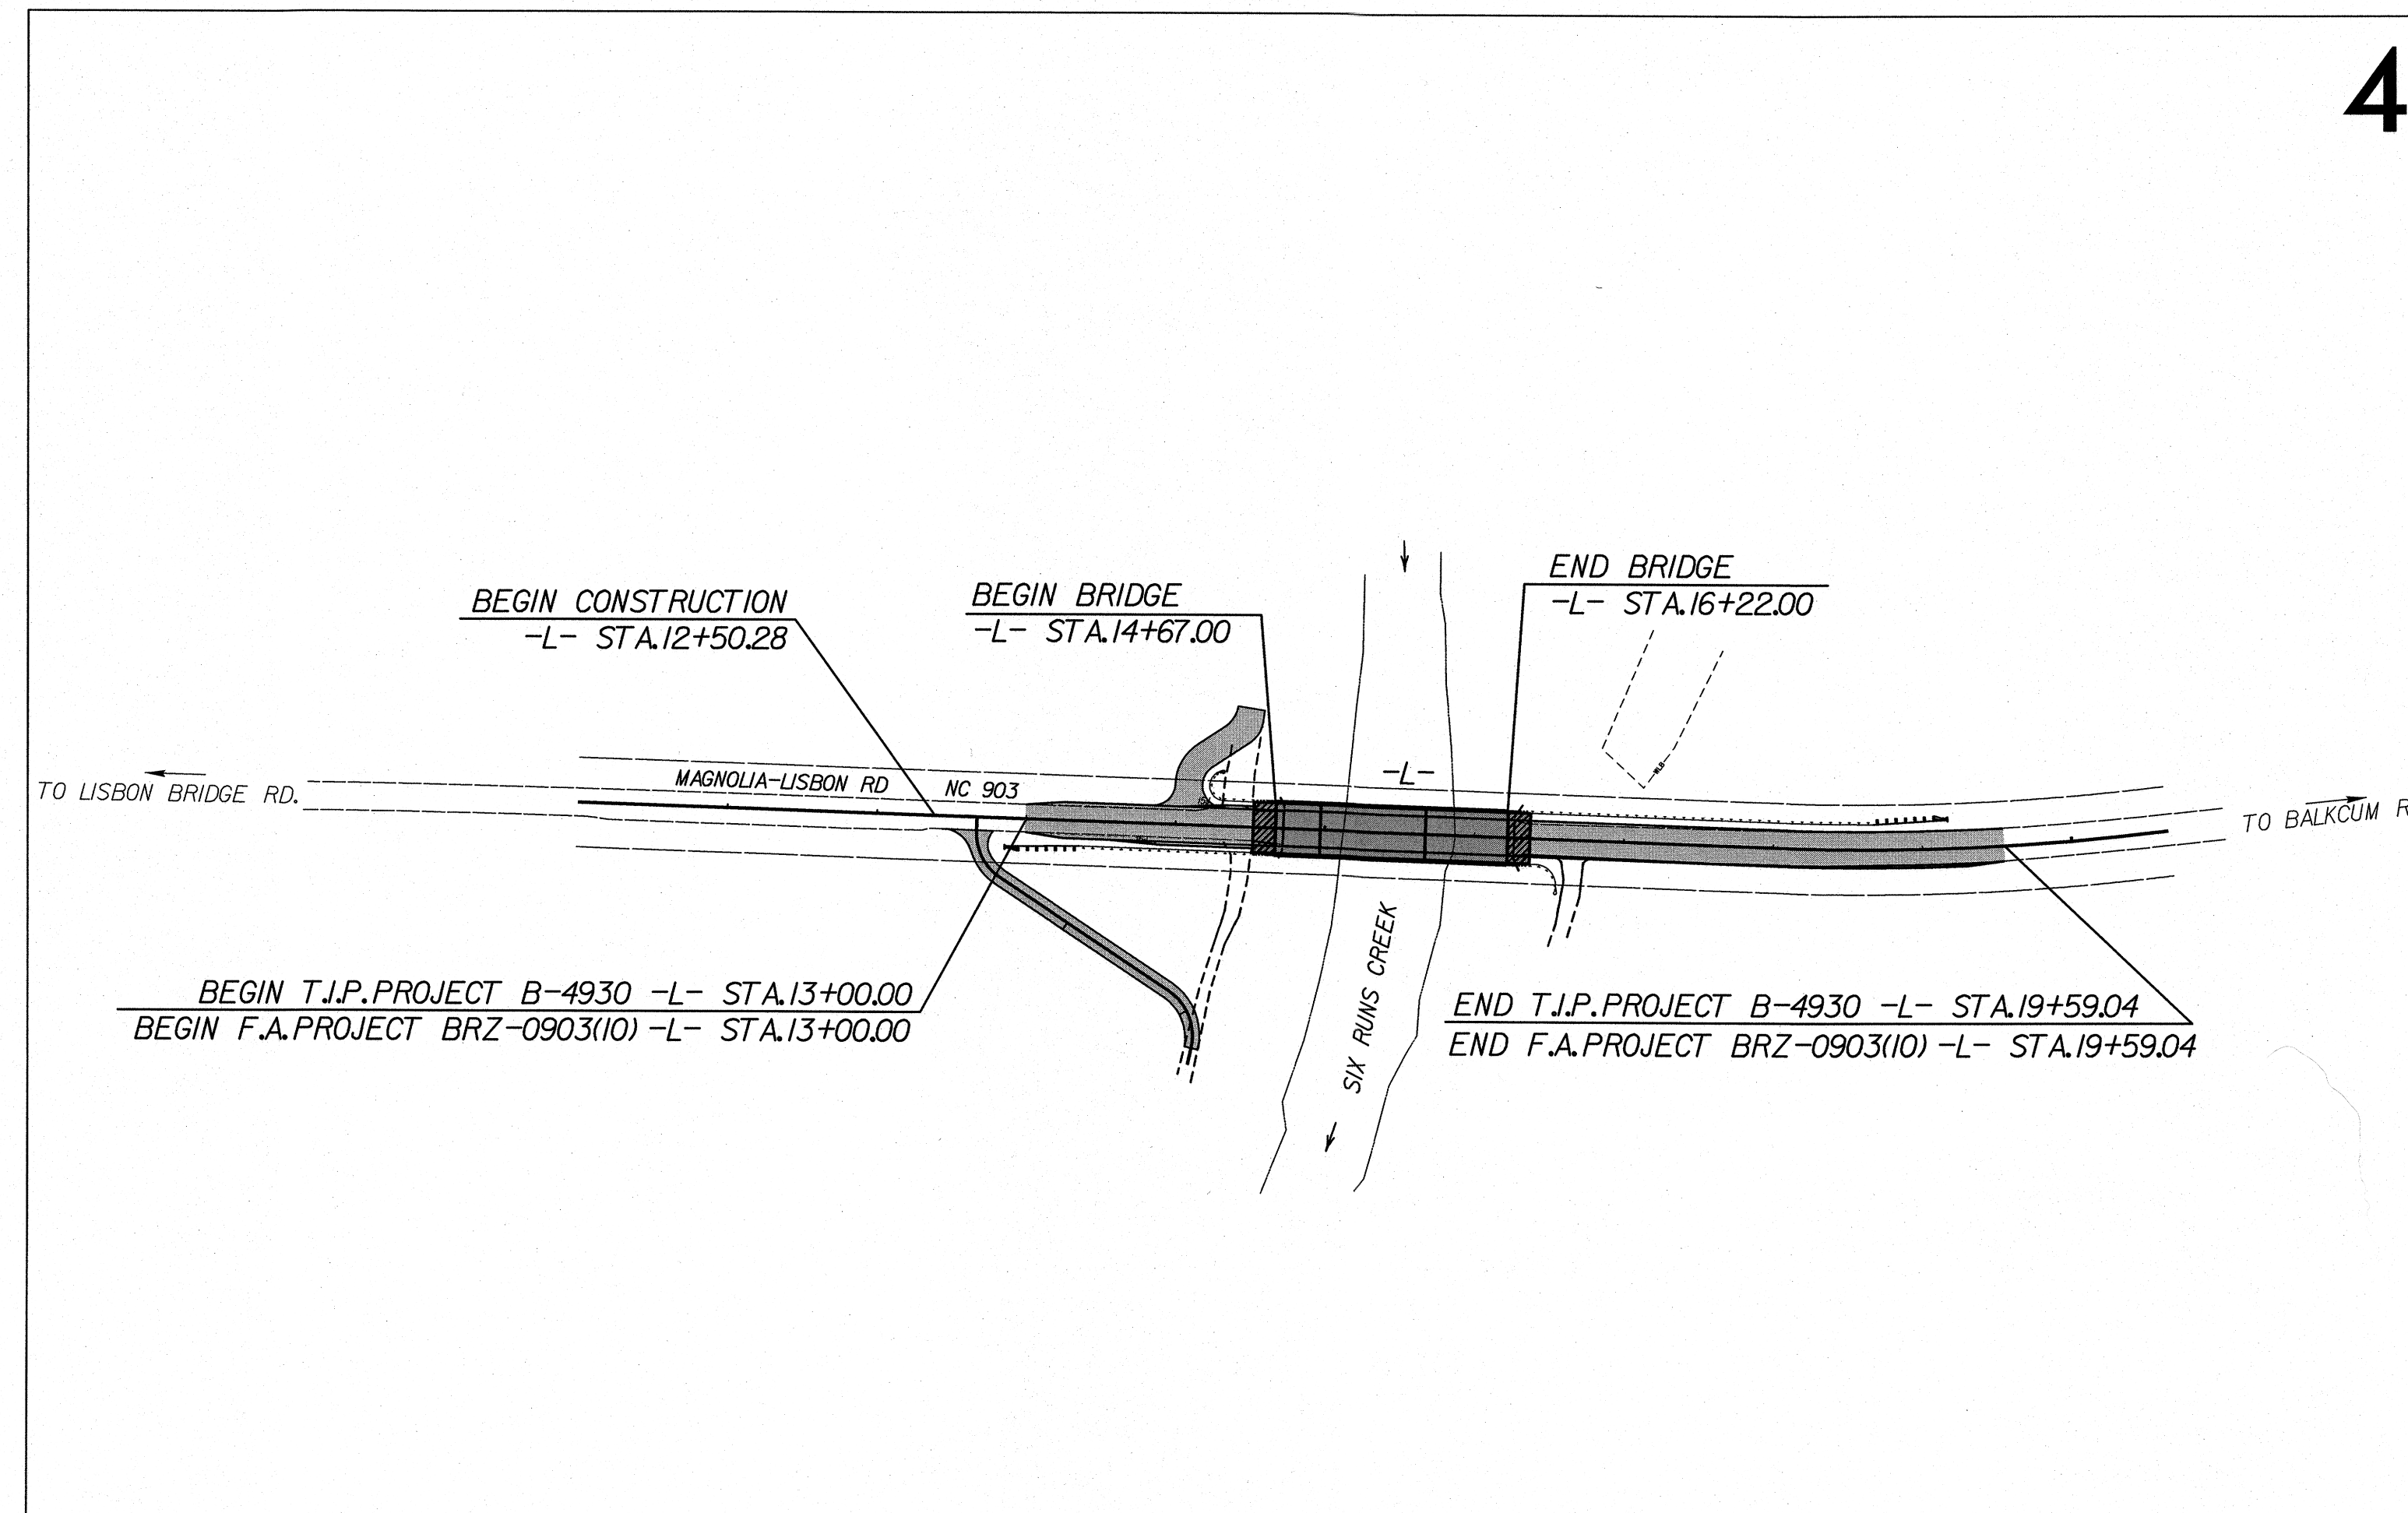 4
BEGIN CONSTRUCTION
-L- STA.12+50.28
BEGIN BRIDGE
-L- STA.14+67.00
END BRIDGE
-L- STA.16+22.00
MAGNOLIA-LISBON RD
NC 903
-L-
WLB
TO LISBON BRIDGE RD.
TO BALKCUM R
BEGIN T.I.P. PROJECT B-4930 -L- STA.13+00.00
BEGIN F.A. PROJECT BRZ-0903(10) -L- STA.13+00.00
SIX RUNS CREEK
END T.I.P. PROJECT B-4930 -L- STA.19+59.04
END F.A. PROJECT BRZ-0903(10) -L- STA.19+59.04